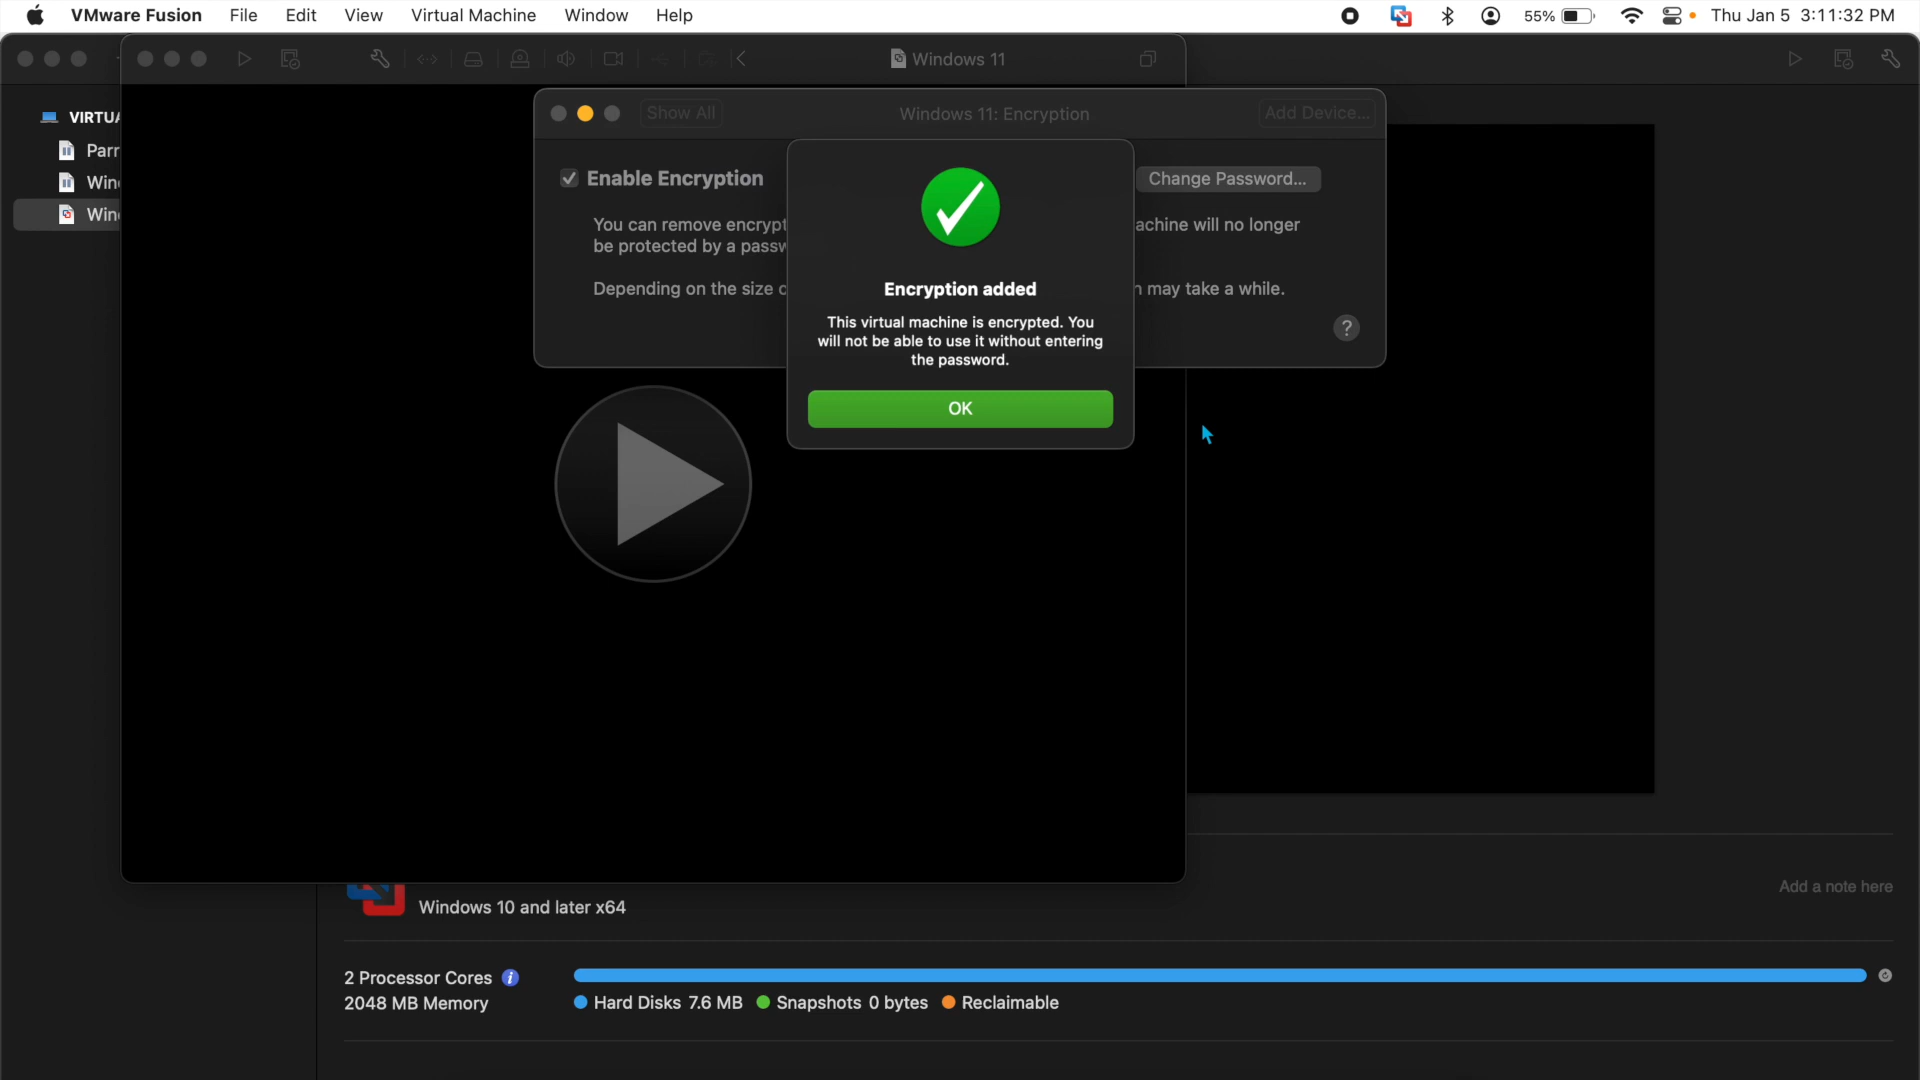 VMware Fusion File Edit View Virtual Machine Window Help 55% Thu Jan 5 3:11:32 PM
Windows 11
VIRTUA
Parr
Win
Win
Show All Windows 11: Encryption Add Device...
Enable Encryption Change Password...
You can remove encrypt achine will no longer
be protected by a passw
Depending on the size o n may take a while.
?
Encryption added
This virtual machine is encrypted. You
will not be able to use it without entering
the password.
OK
Windows 10 and later x64
Add a note here
2 Processor Cores i
2048 MB Memory
Hard Disks 7.6 MB Snapshots 0 bytes Reclaimable